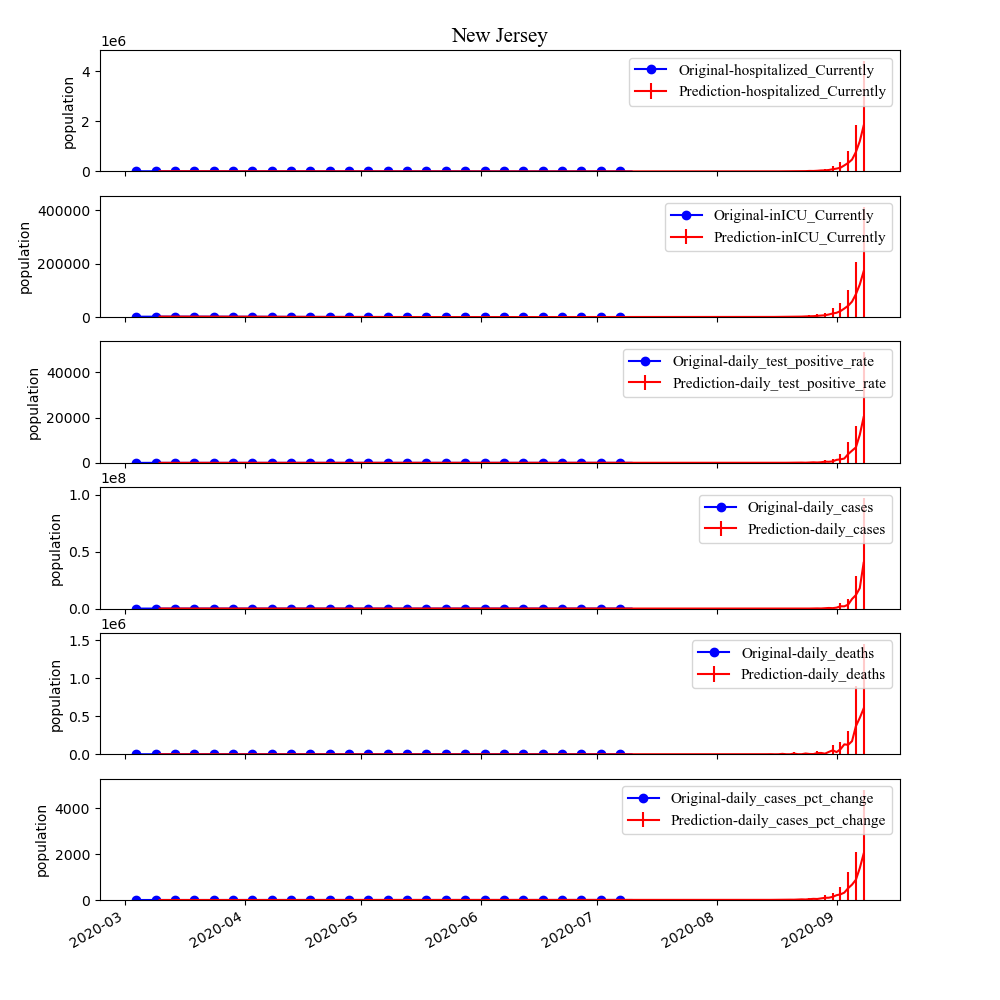 New Jersey
1e6
population
4
2
0
Original-hospitalized_Currently
Prediction-hospitalized_Currently
population
400000
200000
0
Original-inICU_Currently
Prediction-inICU_Currently
population
40000
20000
0
Original-daily_test_positive_rate
Prediction-daily_test_positive_rate
1e8
population
1.0
0.5
0.0
Original-daily_cases
Prediction-daily_cases
1e6
population
1.5
1.0
0.5
0.0
Original-daily_deaths
Prediction-daily_deaths
population
4000
2000
0
Original-daily_cases_pct_change
Prediction-daily_cases_pct_change
2020-03
2020-04
2020-05
2020-06
2020-07
2020-08
2020-09